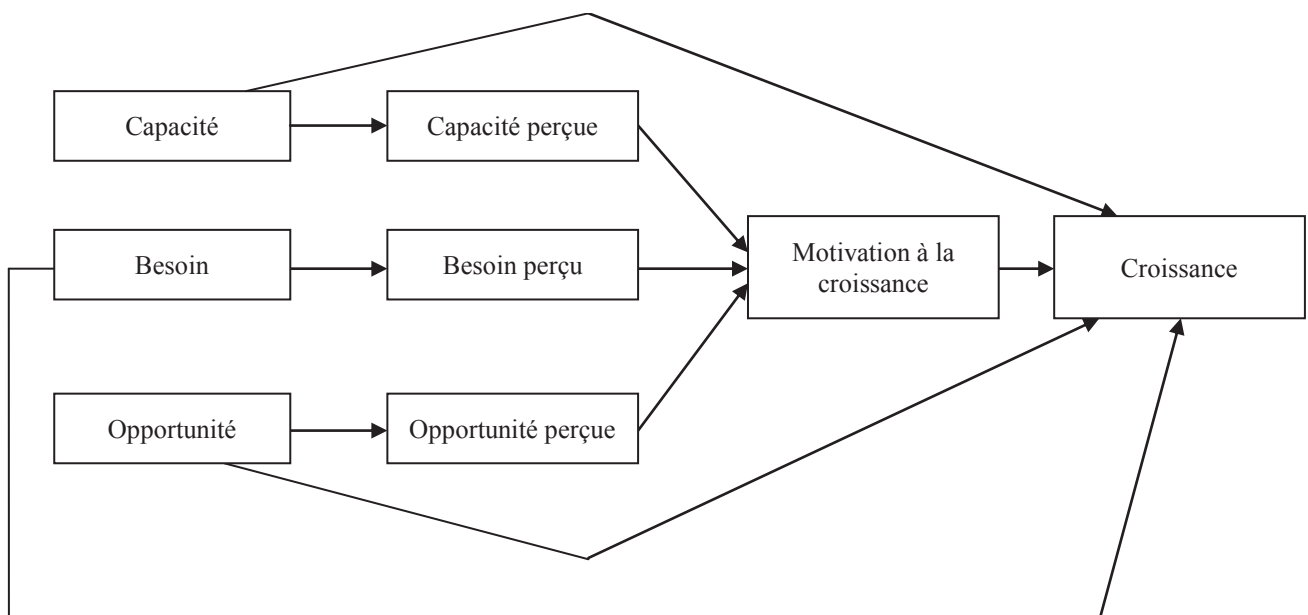 Capacité
Capacité perçue
Besoin
Besoin perçu
Motivation à la
croissance
Croissance
Opportunité
Opportunité perçue